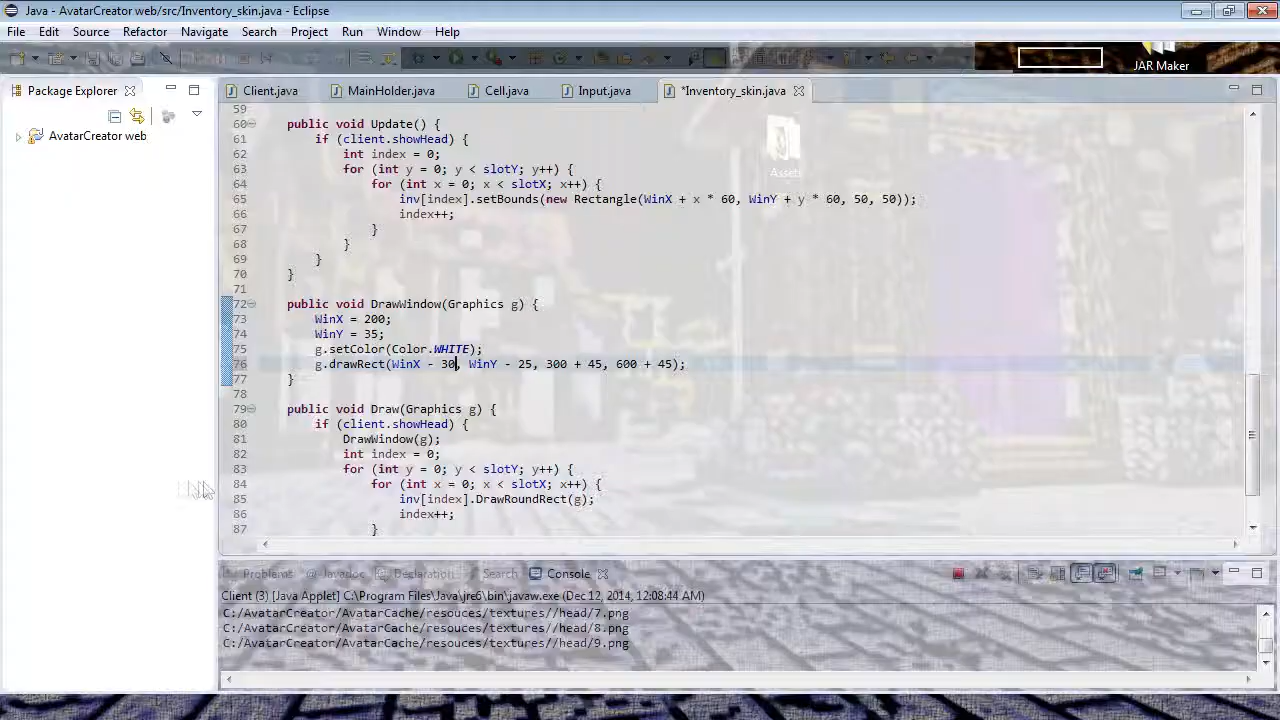 Java - AvatarCreator web/src/Inventory_skin.java - Eclipse
File Edit Source Refactor Navigate Search Project Run Window Help
JAR Maker
Package Explorer
Client.java MainHolder.java Cell.java Input.java *Inventory_skin.java
AvatarCreator web
Assets
59
60 public void Update() {
61 if (client.showHead) {
62 int index = 0;
63 for (int y = 0; y < slotY; y++) {
64 for (int x = 0; x < slotX; x++) {
65 inv[index].setBounds(new Rectangle(WinX + x * 60, WinY + y * 60, 50, 50));
66 index++;
67 }
68 }
69 }
70 }
71
72 public void DrawWindow(Graphics g) {
73 WinX = 200;
74 WinY = 35;
75 g.setColor(Color.WHITE);
76 g.drawRect(WinX - 30, WinY - 25, 300 + 45, 600 + 45);
77 }
78
79 public void Draw(Graphics g) {
80 if (client.showHead) {
81 DrawWindow(g);
82 int index = 0;
83 for (int y = 0; y < slotY; y++) {
84 for (int x = 0; x < slotX; x++) {
85 inv[index].DrawRoundRect(g);
86 index++;
87 }
Problems @ Javadoc Declaration Search Console
Client (3) [Java Applet] C:\Program Files\Java\jre6\bin\javaw.exe (Dec 12, 2014, 12:08:44 AM)
C:/AvatarCreator/AvatarCache/resouces/textures//head/7.png
C:/AvatarCreator/AvatarCache/resouces/textures//head/8.png
C:/AvatarCreator/AvatarCache/resouces/textures//head/9.png